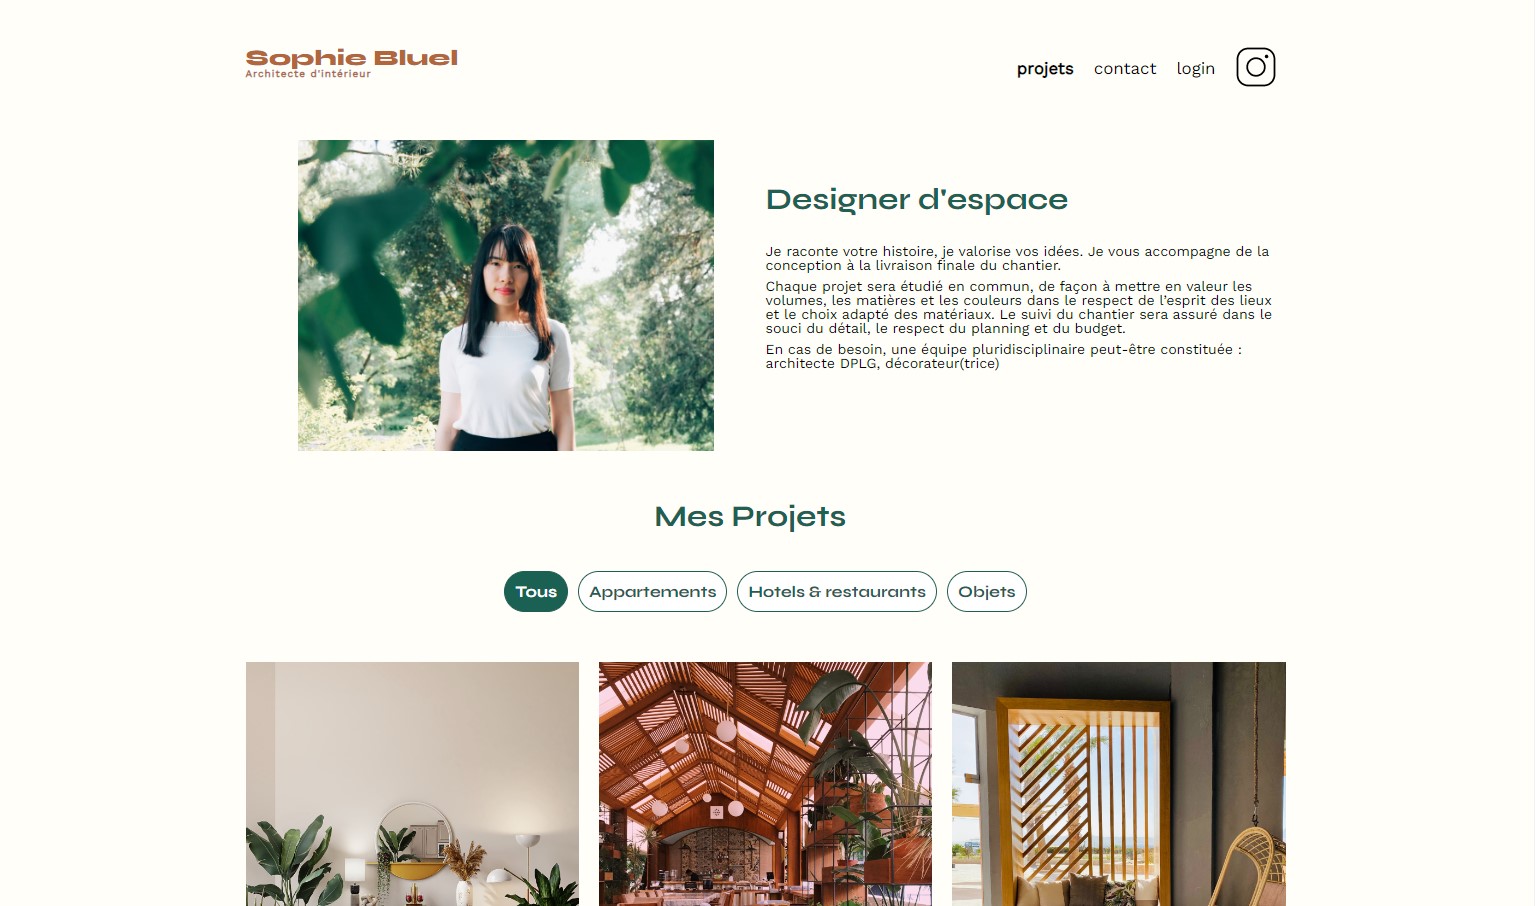 Sophie Bluel
Architecte d'intérieur
projets contact login
Designer d'espace
Je raconte votre histoire, je valorise vos idées. Je vous accompagne de la
conception à la livraison finale du chantier.
Chaque projet sera étudié en commun, de façon à mettre en valeur les
volumes, les matières et les couleurs dans le respect de l’esprit des lieux
et le choix adapté des matériaux. Le suivi du chantier sera assuré dans le
souci du détail, le respect du planning et du budget.
En cas de besoin, une équipe pluridisciplinaire peut-être constituée :
architecte DPLG, décorateur(trice)
Mes Projets
Tous Appartements Hotels & restaurants Objets